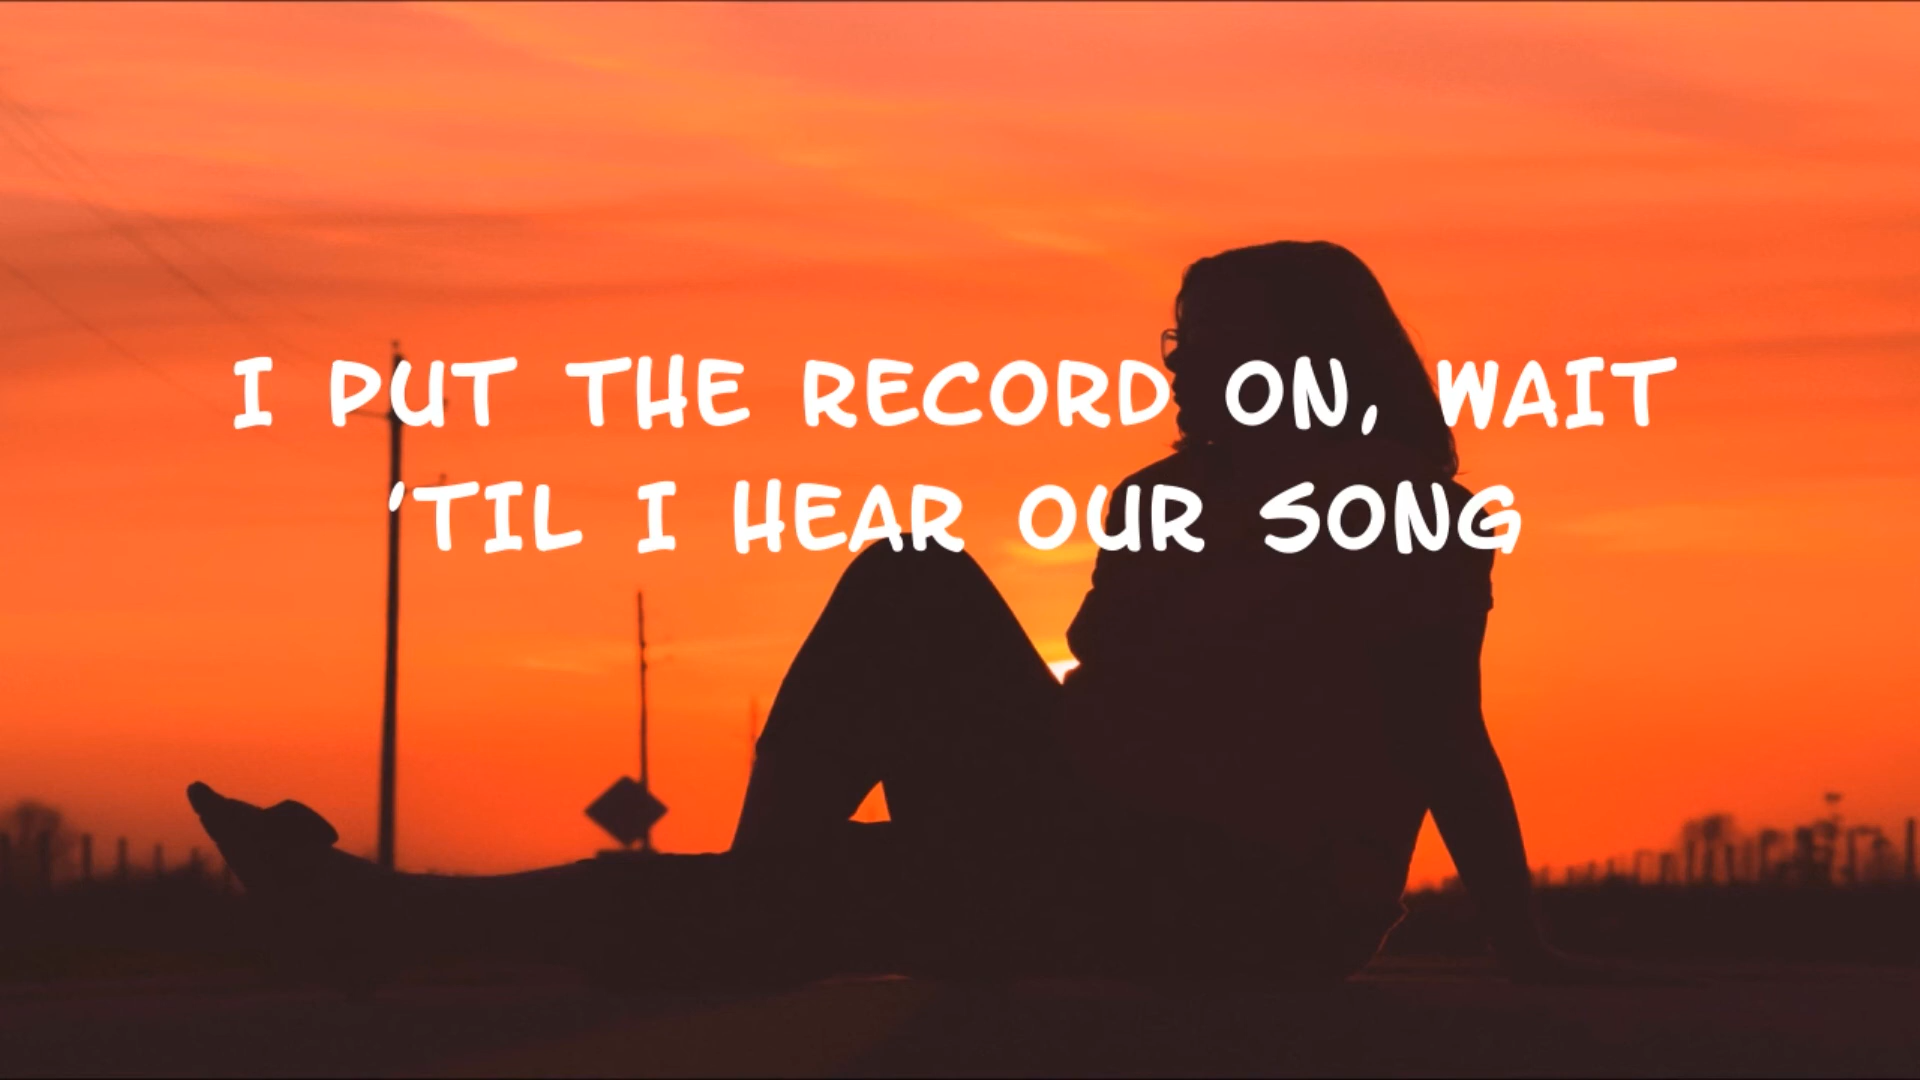 I PUT THE RECORD ON, WAIT
'TIL I HEAR OUR SONG